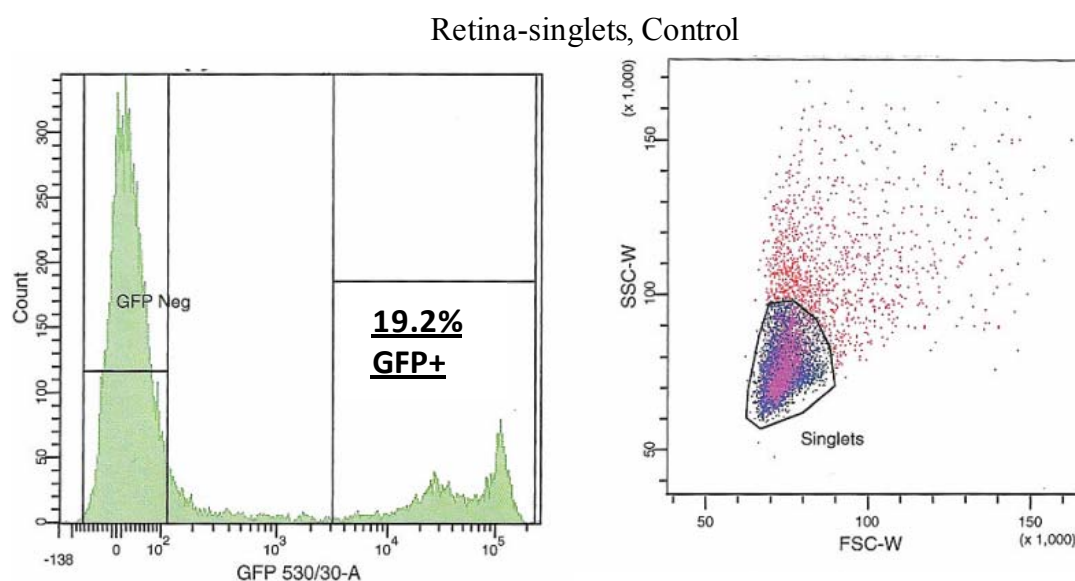 Retina-singlets, Control
Count
300
250
200
150
100
50
0
GFP Neg
19.2%
GFP+
-138
0
10²
10³
10⁴
10⁵
GFP 530/30-A
SSC-W
(x 1,000)
150
100
50
Singlets
50
100
150
FSC-W
(x 1,000)